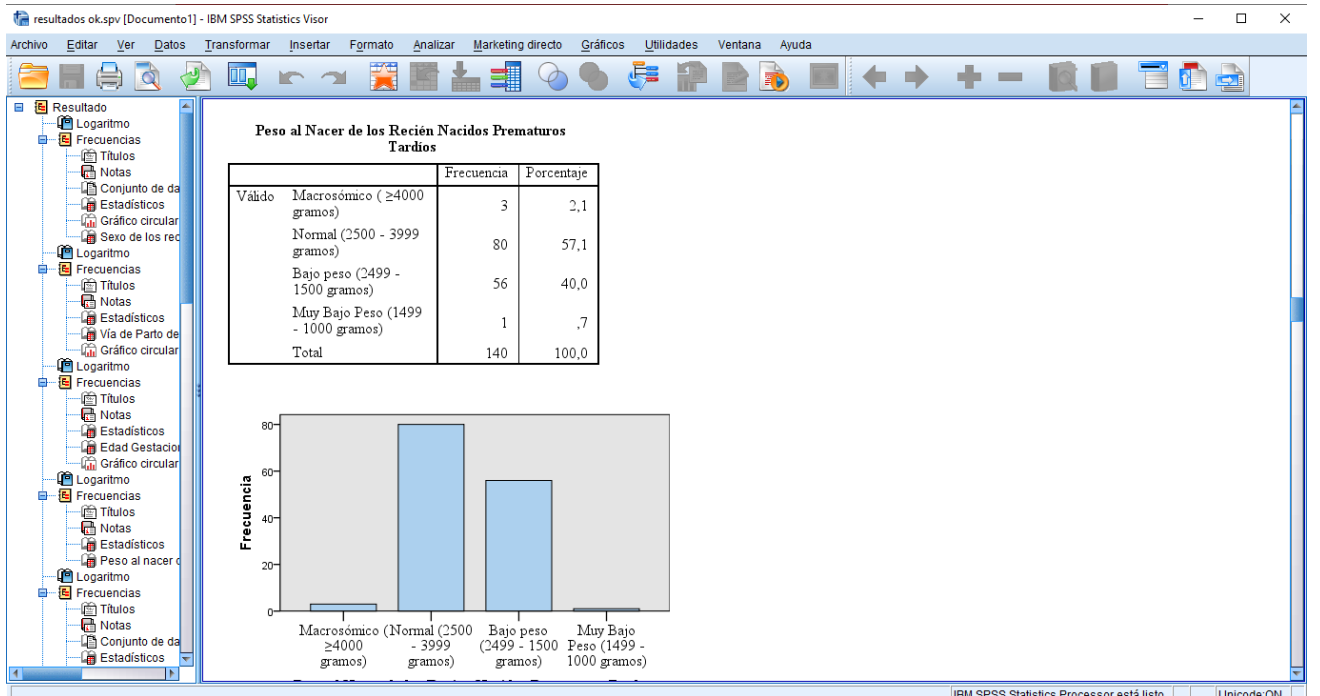 resultados ok.spv [Documento1] - IBM SPSS Statistics Visor
Archivo Editar Ver Datos Transformar Insertar Formato Analizar Marketing directo Gráficos Utilidades Ventana Ayuda
Resultado
Logaritmo
Frecuencias
Títulos
Notas
Conjunto de da
Estadísticos
Gráfico circular
Sexo de los rec
Logaritmo
Frecuencias
Títulos
Notas
Estadísticos
Vía de Parto de
Gráfico circular
Logaritmo
Frecuencias
Títulos
Notas
Estadísticos
Edad Gestacion
Gráfico circular
Logaritmo
Frecuencias
Títulos
Notas
Estadísticos
Peso al nacer d
Logaritmo
Frecuencias
Títulos
Notas
Conjunto de da
Estadísticos
Peso al Nacer de los Recién Nacidos Prematuros
Tardíos
Frecuencia Porcentaje
Válido Macrosómico ( ≥4000
gramos) 3 2,1
Normal (2500 - 3999
gramos) 80 57,1
Bajo peso (2499 -
1500 gramos) 56 40,0
Muy Bajo Peso (1499
- 1000 gramos) 1 ,7
Total 140 100,0
Frecuencia
80
60
40
20
0
Macrosómico ( Normal (2500 Bajo peso Muy Bajo
≥4000 - 3999 (2499 - 1500 Peso (1499 -
gramos) gramos) gramos) 1000 gramos)
IBM SPSS Statistics Processor está listo Unicode:ON